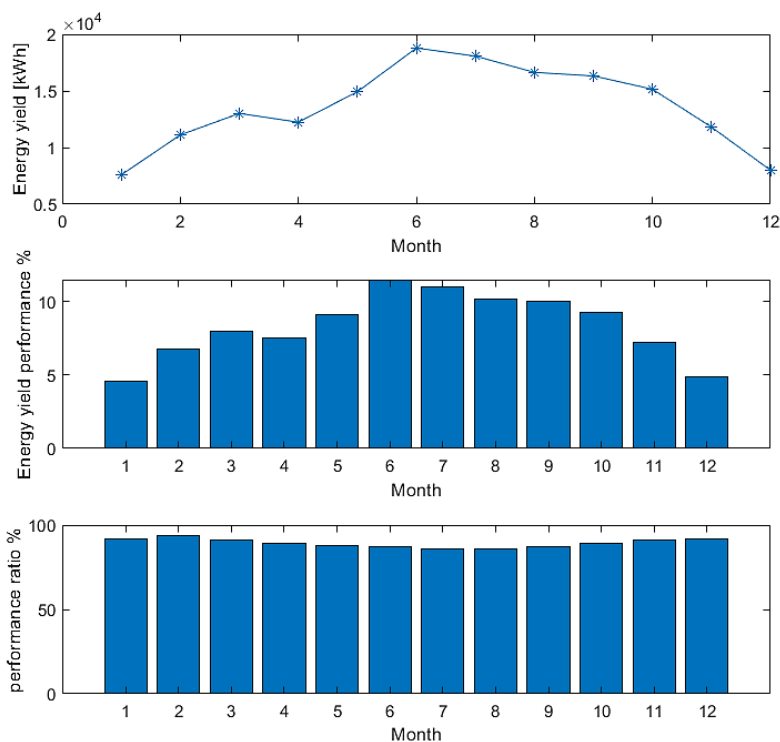 ×10⁴
2
1.5
1
0.5
Energy yield [kWh]
0 2 4 6 8 10 12
Month
10
5
0
Energy yield performance %
1 2 3 4 5 6 7 8 9 10 11 12
Month
100
50
0
performance ratio %
1 2 3 4 5 6 7 8 9 10 11 12
Month